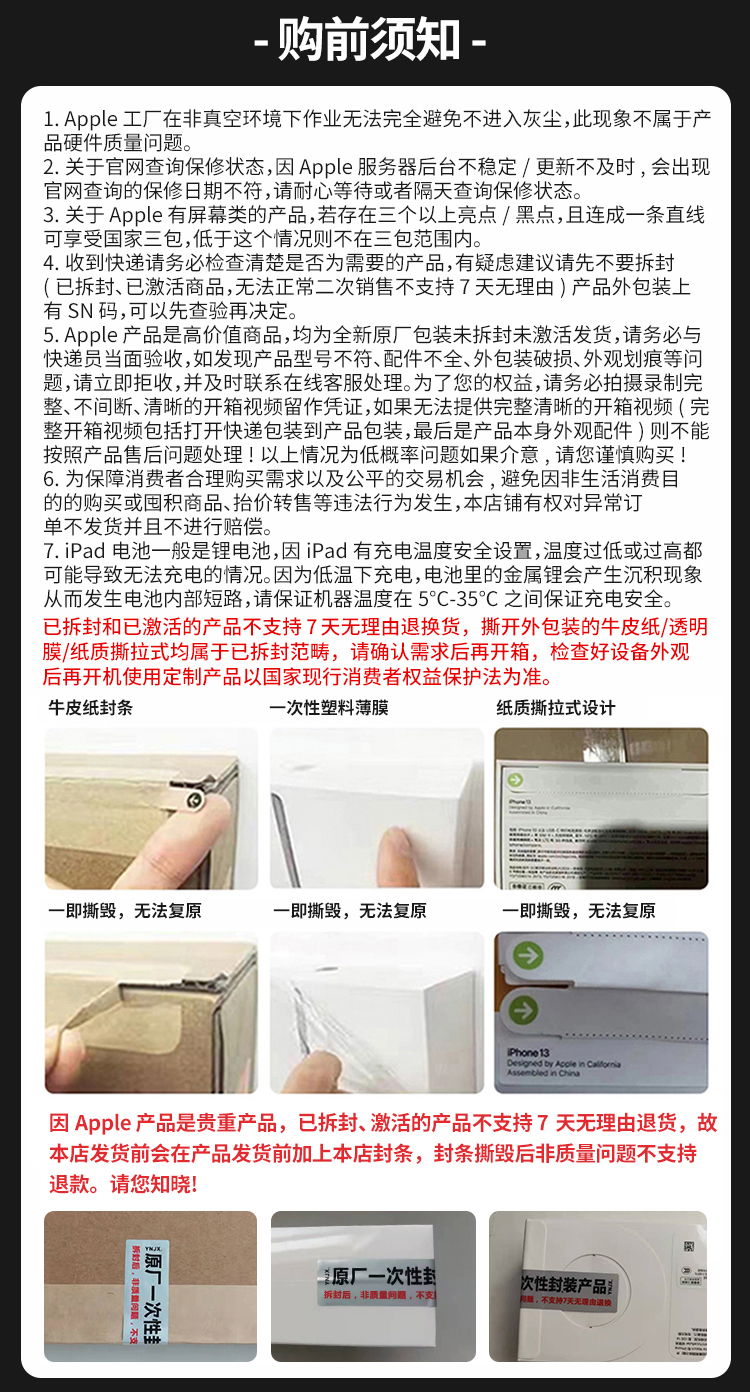 - 购前须知 -
1. Apple 工厂在非真空环境下作业无法完全避免不进入灰尘,此现象不属于产
品硬件质量问题。
2. 关于官网查询保修状态,因 Apple 服务器后台不稳定 / 更新不及时 , 会出现
官网查询的保修日期不符,请耐心等待或者隔天查询保修状态。
3. 关于 Apple 有屏幕类的产品,若存在三个以上亮点 / 黑点,且连成一条直线
可享受国家三包,低于这个情况则不在三包范围内。
4. 收到快递请务必检查清楚是否为需要的产品,有疑虑建议请先不要拆封
( 已拆封、已激活商品,无法正常二次销售不支持 7 天无理由 ) 产品外包装上
有 SN 码,可以先查验再决定。
5. Apple 产品是高价值商品,均为全新原厂包装未拆封未激活发货,请务必与
快递员当面验收,如发现产品型号不符、配件不全、外包装破损、外观划痕等问
题,请立即拒收,并及时联系在线客服处理。为了您的权益,请务必拍摄录制完
整、不间断、清晰的开箱视频留作凭证,如果无法提供完整清晰的开箱视频 ( 完
整开箱视频包括打开快递包装到产品包装,最后是产品本身外观配件 ) 则不能
按照产品售后问题处理 ! 以上情况为低概率问题如果介意 , 请您谨慎购买 !
6. 为保障消费者合理购买需求以及公平的交易机会 , 避免因非生活消费目
的的购买或囤积商品、抬价转售等违法行为发生,本店铺有权对异常订
单不发货并且不进行赔偿。
7. iPad 电池一般是锂电池,因 iPad 有充电温度安全设置,温度过低或过高都
可能导致无法充电的情况。因为低温下充电,电池里的金属锂会产生沉积现象
从而发生电池内部短路,请保证机器温度在 5℃-35℃ 之间保证充电安全。
已拆封和已激活的产品不支持 7 天无理由退换货，撕开外包装的牛皮纸/透明
膜/纸质撕拉式均属于已拆封范畴，请确认需求后再开箱，检查好设备外观
后再开机使用定制产品以国家现行消费者权益保护法为准。
牛皮纸封条
一次性塑料薄膜
纸质撕拉式设计
iPhone 13
Designed by Apple in California
Assembled in China
一即撕毁，无法复原
一即撕毁，无法复原
一即撕毁，无法复原
iPhone 13
Designed by Apple in California
Assembled in China
因 Apple 产品是贵重产品，已拆封、激活的产品不支持 7 天无理由退货，故
本店发货前会在产品发货前加上本店封条，封条撕毁后非质量问题不支持
退款。请您知晓!
YNJX
原厂一次性封
拆封后，非质量问题，不支
YNJX
原厂一次性封
拆封后，非质量问题，不支
次性封装产品
YNJX
问题，不支持7天无理由退换